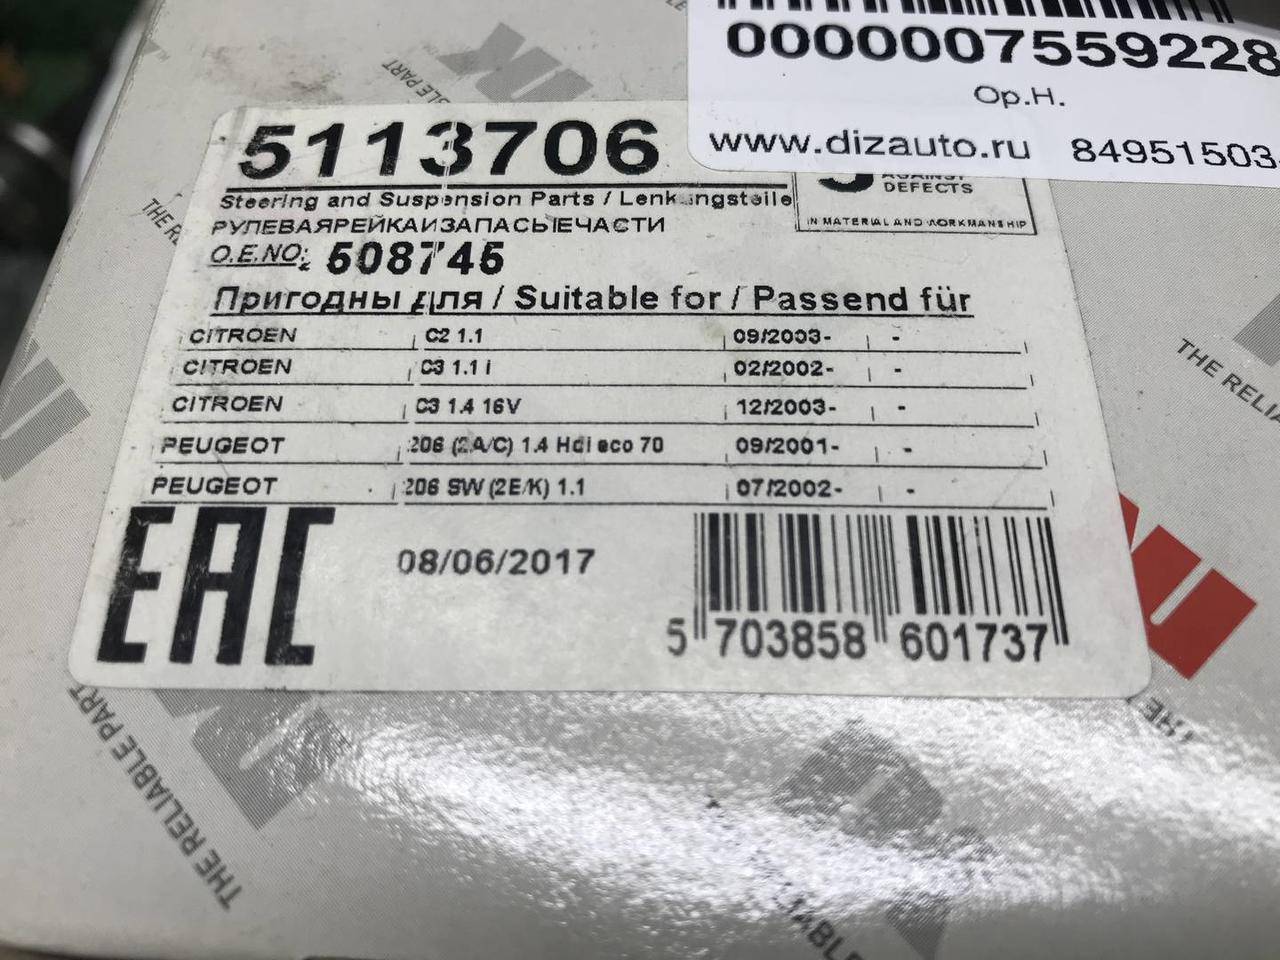 0000007559228
Ор.Н.
www.dizauto.ru 84951503
5113706
DEFECTS
IN MATERIAL AND WORKMANSHIP
Steering and Suspension Parts / Lenkungsteile
РУЛЕВАЯРЕЙКАИЗАПАСЫЕЧАСТИ
O.E.NO: 508745
Пригодны для / Suitable for / Passend für
CITROEN C2 1.1 09/2003- -
CITROEN C3 1.1 i 02/2002- -
CITROEN C3 1.4 16V 12/2003- -
PEUGEOT 206 (2A/C) 1.4 Hdi eco 70 09/2001- -
PEUGEOT 206 SW (2E/K) 1.1 07/2002- -
EAC
08/06/2017
5 703858 601737
THE RELIABLE PART